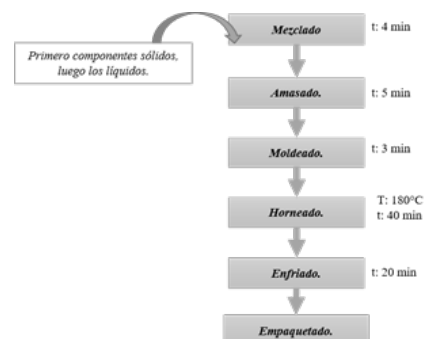 Mezclado
t: 4 min
Primero componentes sólidos,
luego los líquidos.
Amasado.
t: 5 min
Moldeado.
t: 3 min
Horneado.
T: 180°C
t: 40 min
Enfriado.
t: 20 min
Empaquetado.